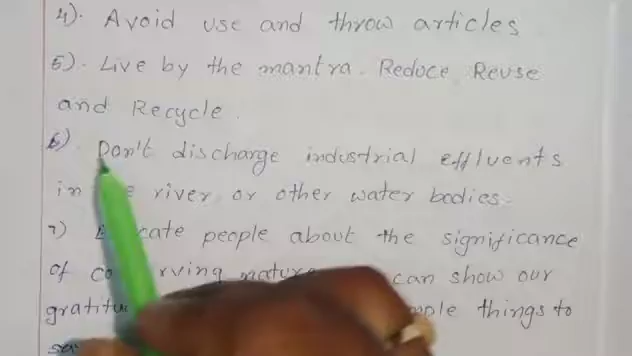 4). Avoid use and throw articles
5). Live by the mantra Reduce Reuse
and Recycle.
6). Don't discharge industrial effluents
in river or other water bodies.
7) people about the significance
of can show our
things to